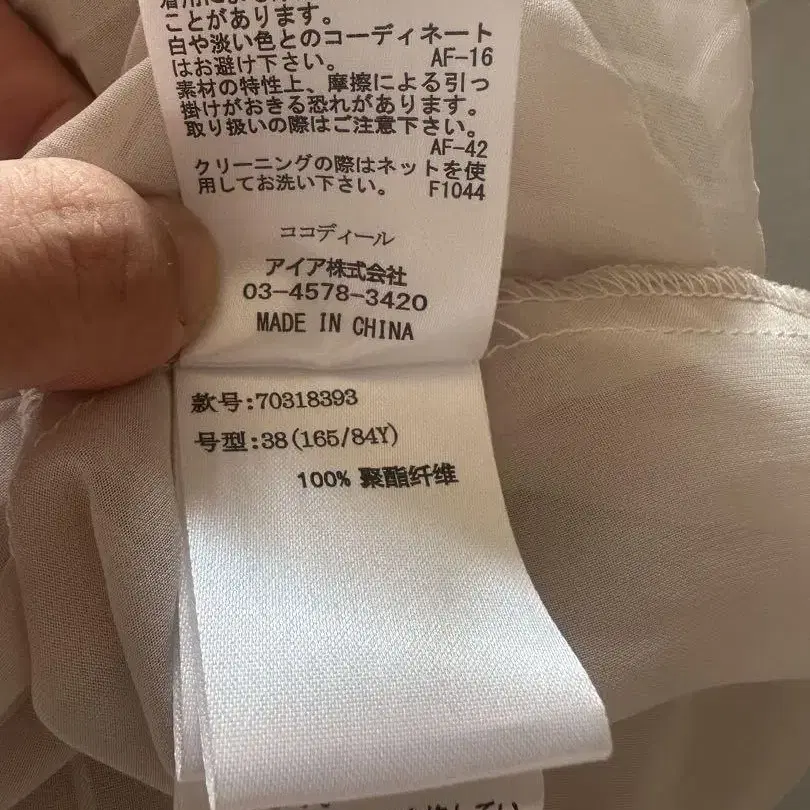 ことがあります。
白や淡い色とのコーディネート
はお避け下さい。 AF-16
素材の特性上、摩擦による引っ
掛けがおきる恐れがあります。
取り扱いの際はご注意下さい。
AF-42
クリーニングの際はネットを使
用してお洗い下さい。 F1044
ココディール
アイア株式会社
03-4578-3420
MADE IN CHINA
款号:70318393
号型:38(165/84Y)
100% 聚酯纤维